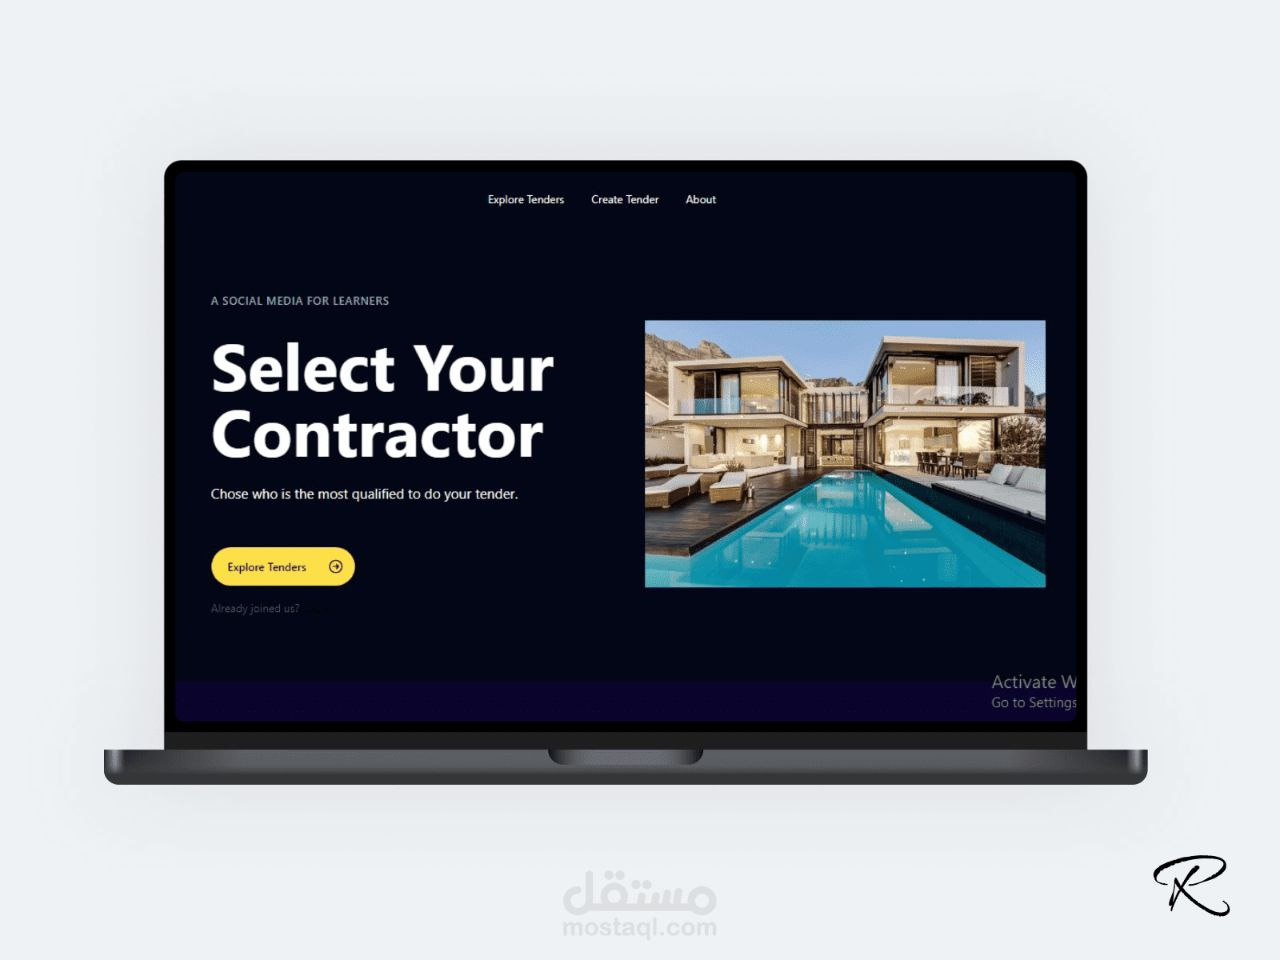 Explore Tenders Create Tender About
A SOCIAL MEDIA FOR LEARNERS
Select Your
Contractor
Chose who is the most qualified to do your tender.
Explore Tenders
Already joined us?
Activate W
Go to Settings
R
مستقل
mostaql.com